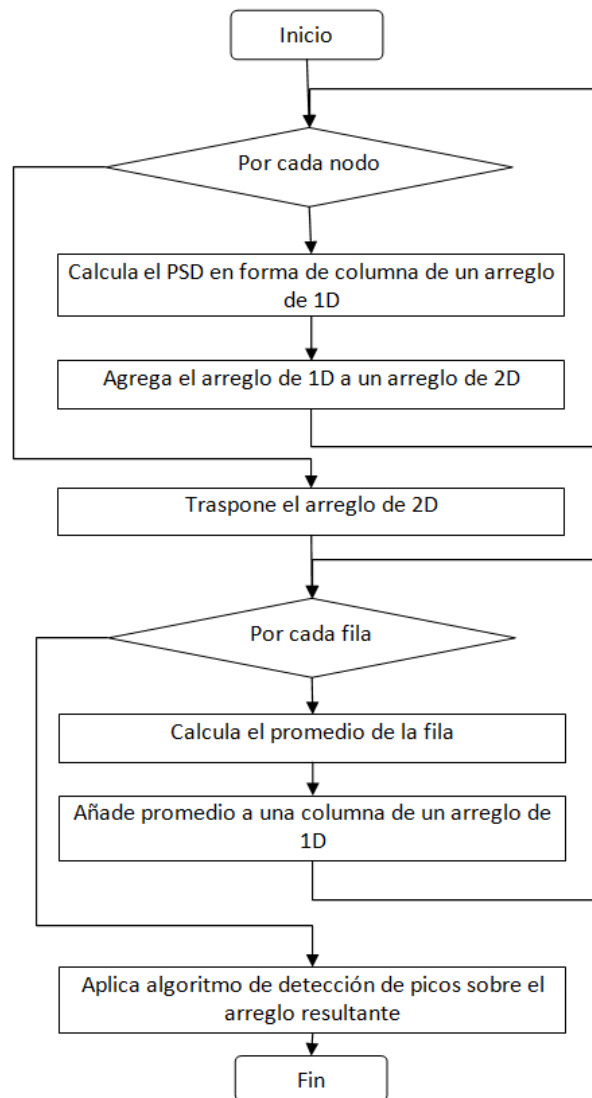 Inicio
Por cada nodo
Calcula el PSD en forma de columna de un arreglo
de 1D
Agrega el arreglo de 1D a un arreglo de 2D
Traspone el arreglo de 2D
Por cada fila
Calcula el promedio de la fila
Añade promedio a una columna de un arreglo de
1D
Aplica algoritmo de detección de picos sobre el
arreglo resultante
Fin